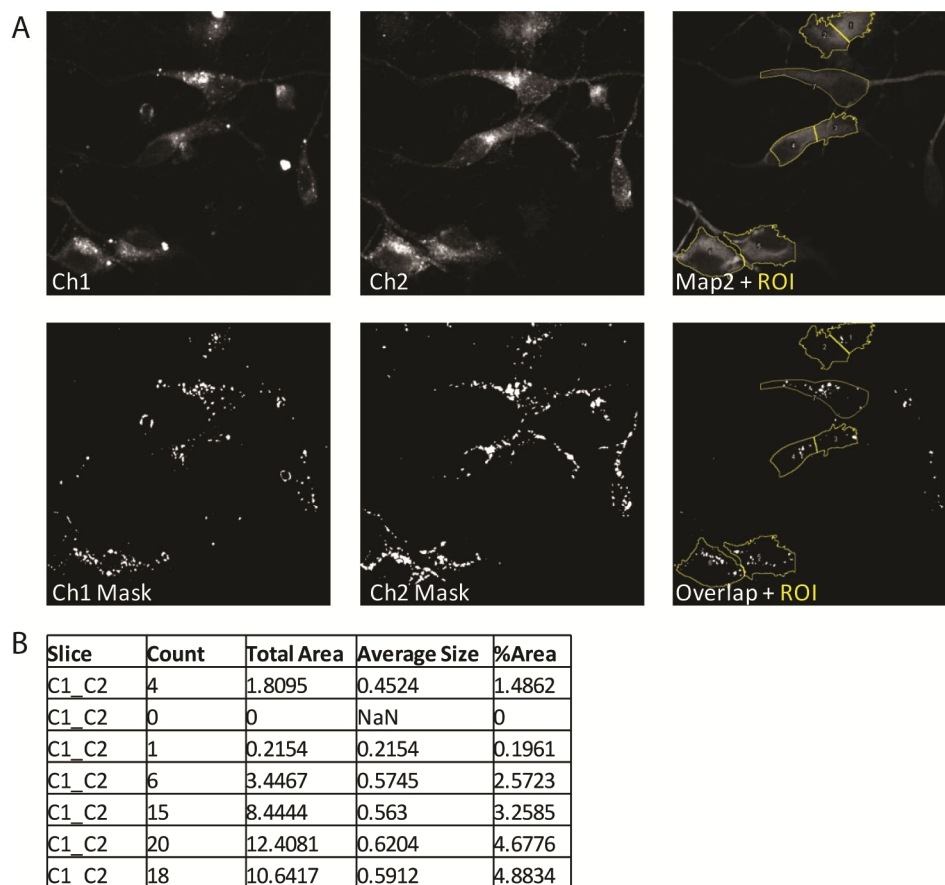 A
Ch1
Ch2
Map2 + ROI
Ch1 Mask
Ch2 Mask
Overlap + ROI
B
Slice Count Total Area Average Size %Area
C1_C2 4 1.8095 0.4524 1.4862
C1_C2 0 0 NaN 0
C1_C2 1 0.2154 0.2154 0.1961
C1_C2 6 3.4467 0.5745 2.5723
C1_C2 15 8.4444 0.563 3.2585
C1_C2 20 12.4081 0.6204 4.6776
C1_C2 18 10.6417 0.5912 4.8834